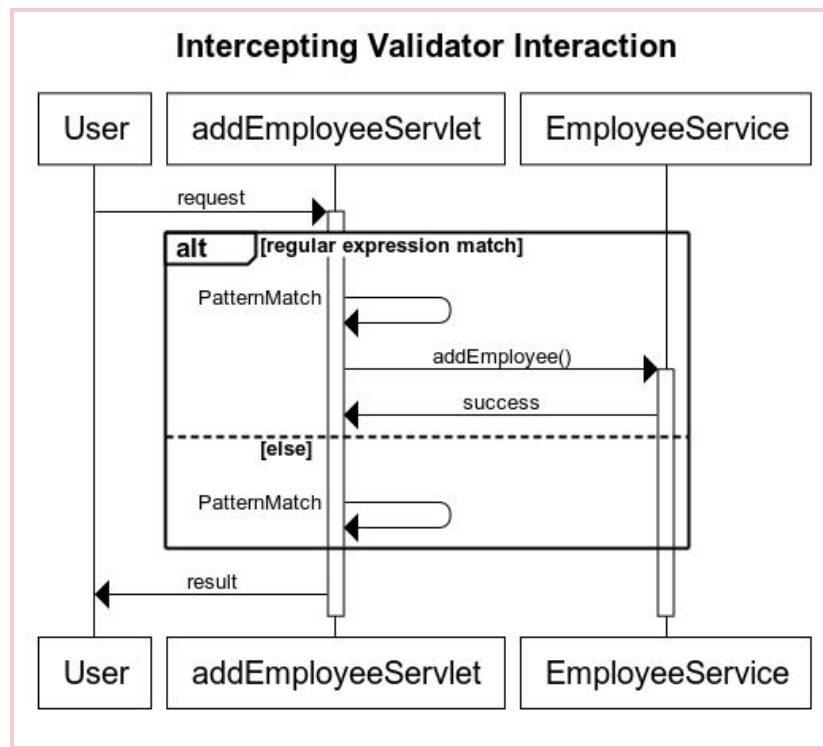 Intercepting Validator Interaction
User
addEmployeeServlet
EmployeeService
request
alt
[regular expression match]
PatternMatch
addEmployee()
success
[else]
PatternMatch
result
User
addEmployeeServlet
EmployeeService